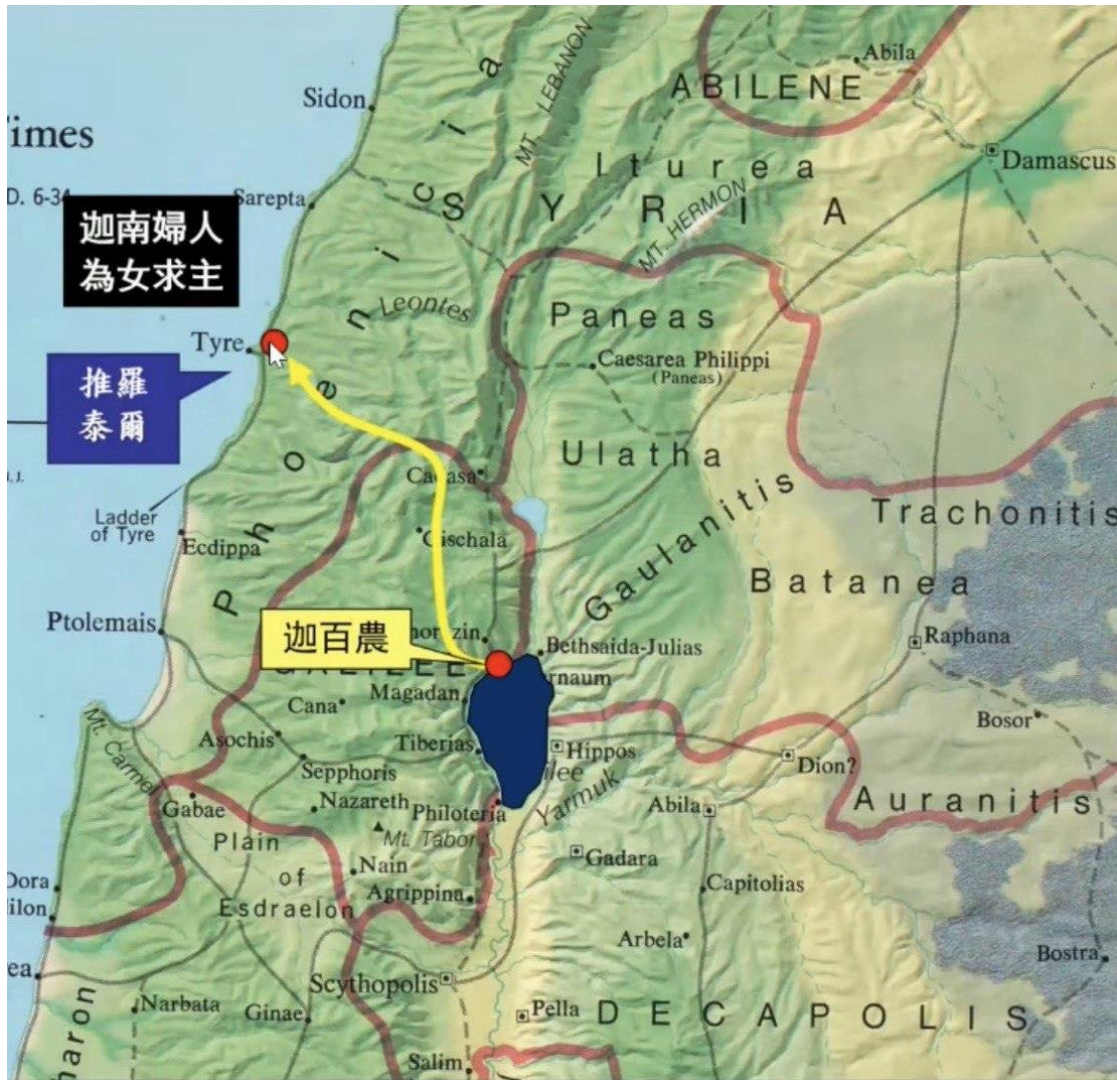 Abila
ABILENE
Sidon
MT. LEBANON
imes
Damascus
Iturea
D. 6-34
Sarepta
SYRIA
迦南婦人
為女求主
MT. HERMON
Phoenicia
Leontes
Paneas
Tyre
Caesarea Philippi
(Paneas)
推羅
泰爾
Ulatha
Cadasa
Gaulanitis
Trachonitis
Ladder
of Tyre
Ecdippa
Gischala
Batanea
Ptolemais
迦百農
horazin
Bethsaida-Julias
Raphana
GALILEE
rnaum
Magadan
Cana
Mt. Carmel
Bosor
Asochis
Tiberias
Hippos
Sepphoris
ilee
Dion?
Yarmuk
Gabae
Nazareth
Philoteria
Abila
Auranitis
Mt. Tabor
Plain
of
Esdraelon
Nain
Gadara
Agrippina
Capitolias
Dora
ilon
Arbela
Bostra
ea
Scythopolis
Narbata
Ginae
Pella
DECAPOLIS
haron
Salim